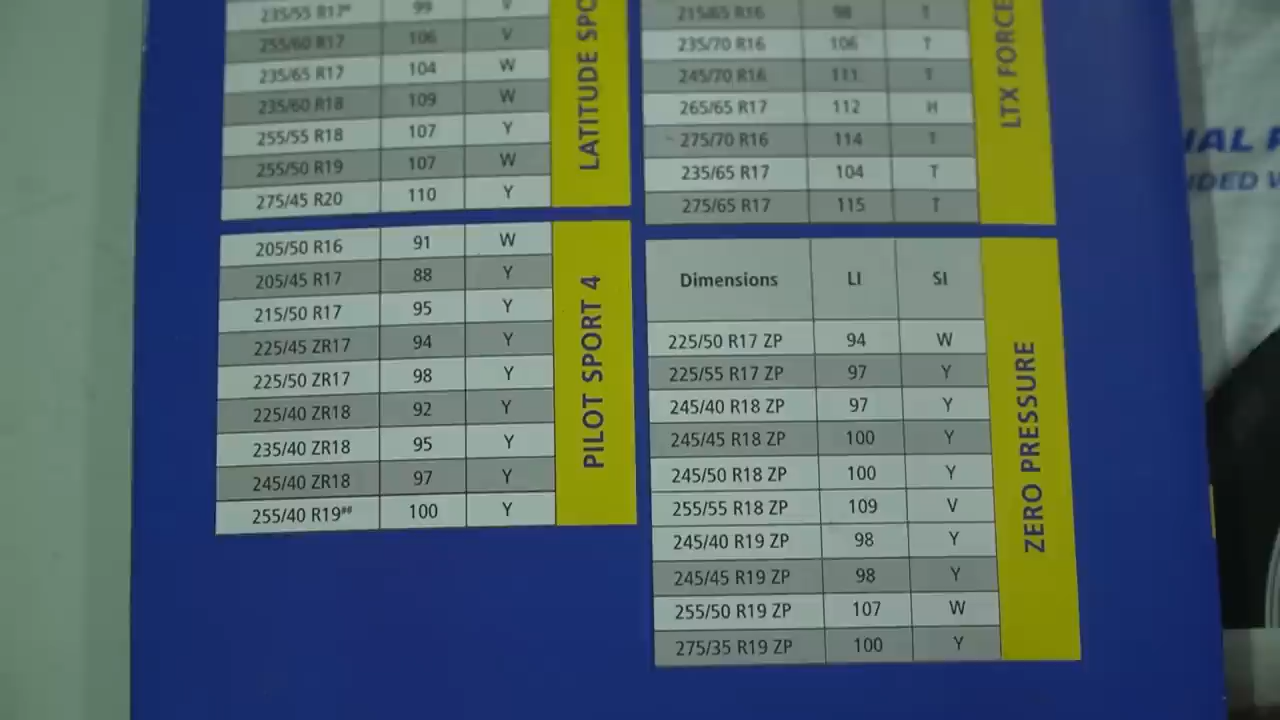 235/55 R17# 99 V
255/60 R17 106 V
235/65 R17 104 W
235/60 R18 109 W
255/55 R18 107 Y
255/50 R19 107 W
275/45 R20 110 Y
LATITUDE
205/50 R16 91 W
205/45 R17 88 Y
215/50 R17 95 Y
225/45 ZR17 94 Y
225/50 ZR17 98 Y
225/40 ZR18 92 Y
235/40 ZR18 95 Y
245/40 ZR18 97 Y
255/40 R19## 100 Y
PILOT SPORT 4
215/65 R16 98 T
235/70 R16 106 T
245/70 R16 111 T
265/65 R17 112 H
275/70 R16 114 T
235/65 R17 104 T
275/65 R17 115 T
LTX FORCE
Dimensions LI SI
225/50 R17 ZP 94 W
225/55 R17 ZP 97 Y
245/40 R18 ZP 97 Y
245/45 R18 ZP 100 Y
245/50 R18 ZP 100 Y
255/55 R18 ZP 109 V
245/40 R19 ZP 98 Y
245/45 R19 ZP 98 Y
255/50 R19 ZP 107 W
275/35 R19 ZP 100 Y
ZERO PRESSURE